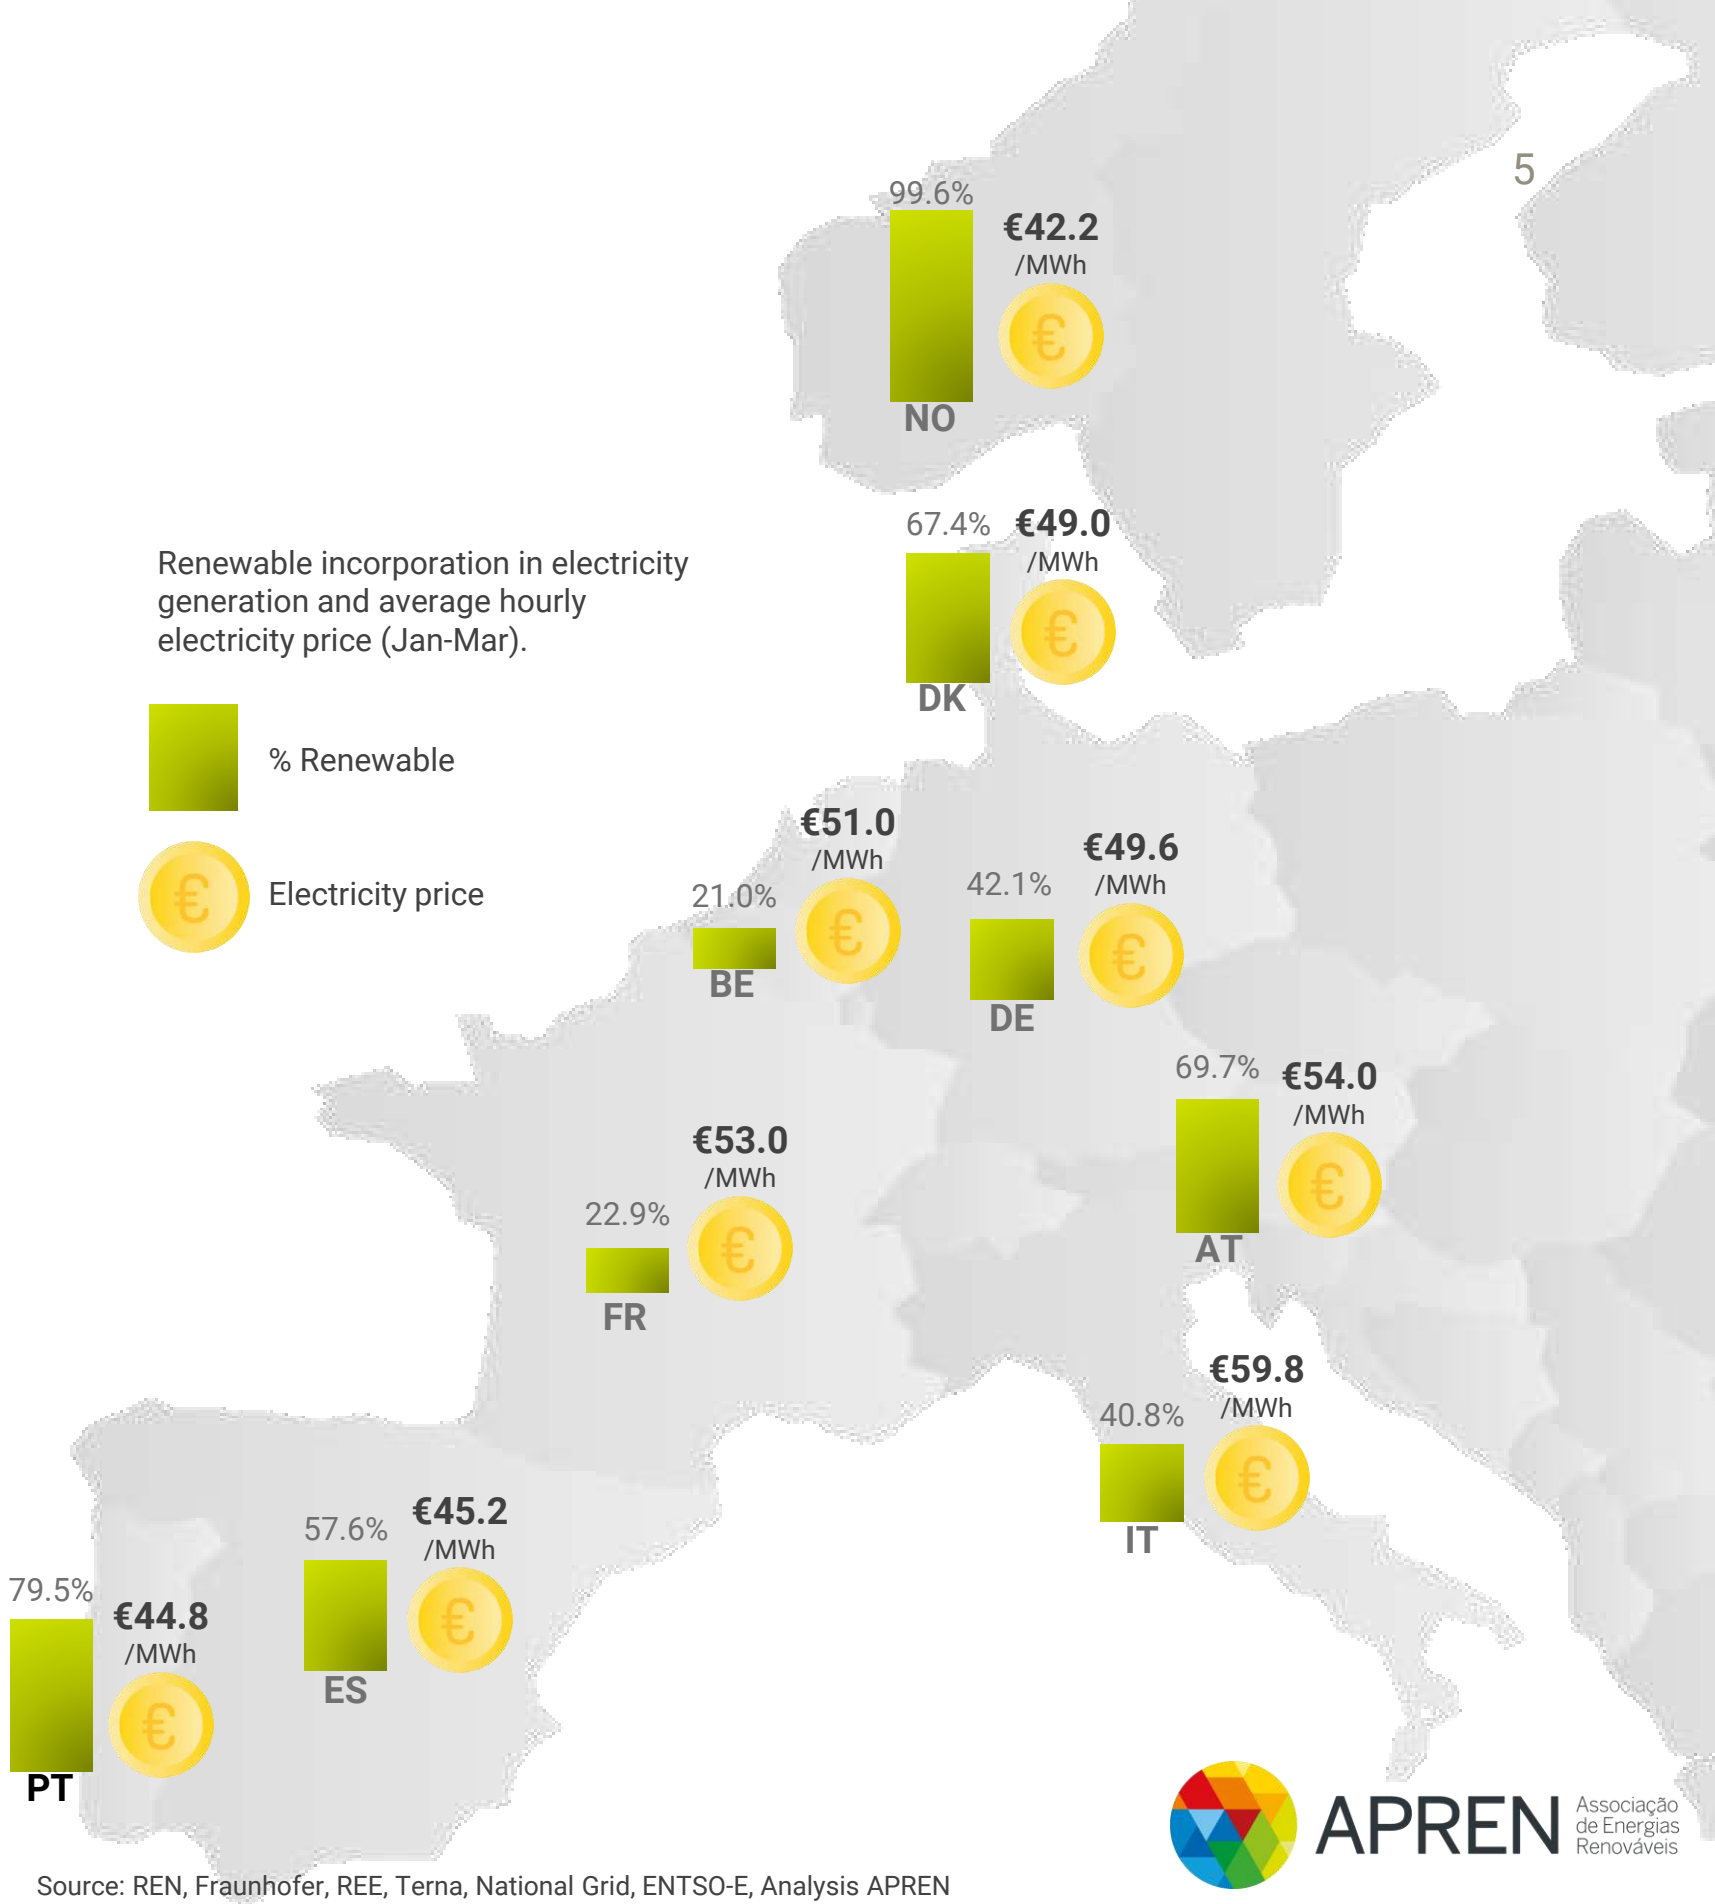 5
99.6%
€42.2
/MWh
€
NO
67.4%
€49.0
/MWh
€
DK
Renewable incorporation in electricity
generation and average hourly
electricity price (Jan-Mar).
% Renewable
€
Electricity price
€51.0
/MWh
21.0%
€
BE
€49.6
/MWh
42.1%
€
DE
69.7%
€54.0
/MWh
€
AT
€53.0
/MWh
22.9%
€
FR
€59.8
/MWh
40.8%
€
IT
57.6%
€45.2
/MWh
€
ES
79.5%
€44.8
/MWh
€
PT
APREN
Associação
de Energias
Renováveis
Source: REN, Fraunhofer, REE, Terna, National Grid, ENTSO-E, Analysis APREN